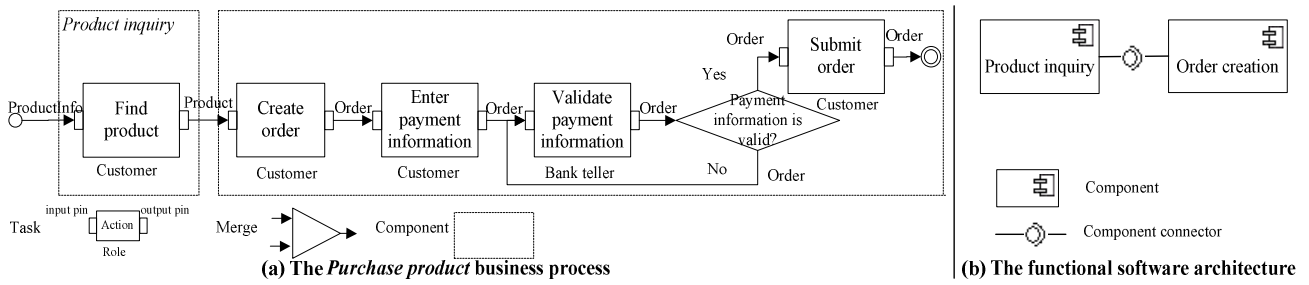 Product inquiry
ProductInfo
Find
product
Customer
Product
Create
order
Customer
Order
Enter
payment
information
Customer
Order
Validate
payment
information
Bank teller
Order
Payment
information is
valid?
Yes
Order
No
Order
Submit
order
Customer
Order
Task
input pin
Action
output pin
Role
Merge
Component
(a) The Purchase product business process
Product inquiry
Order creation
Component
Component connector
(b) The functional software architecture